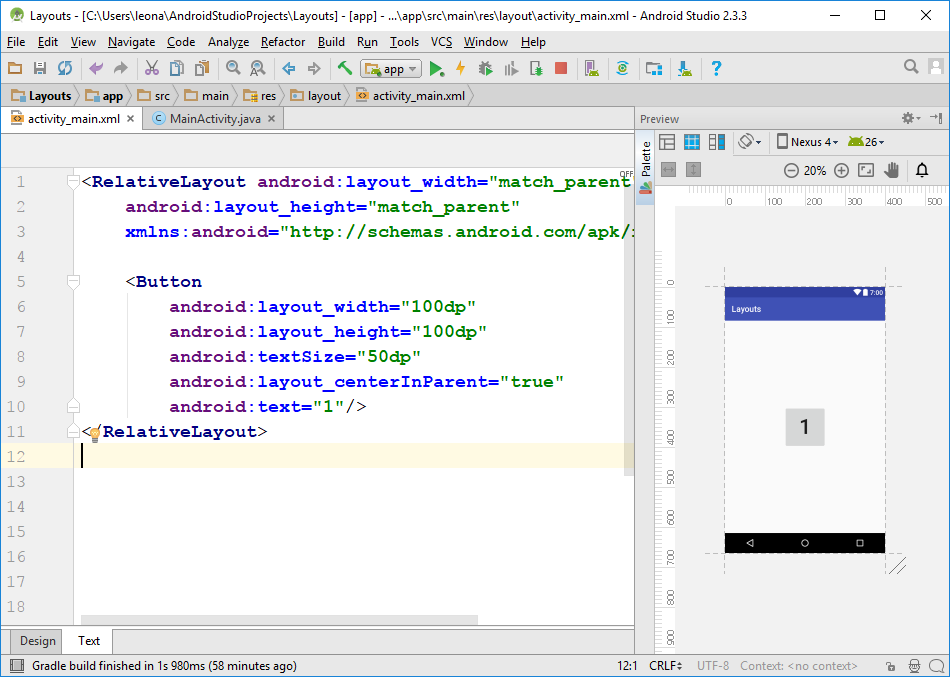 Layouts - [C:\Users\leona\AndroidStudioProjects\Layouts] - [app] - ...\app\src\main\res\layout\activity_main.xml - Android Studio 2.3.3
File Edit View Navigate Code Analyze Refactor Build Run Tools VCS Window Help
app
Layouts app src main res layout activity_main.xml
activity_main.xml MainActivity.java
Preview
Palette
Nexus 4 26
20%
OFF
1 <RelativeLayout android:layout_width="match_parent
2 android:layout_height="match_parent"
3 xmlns:android="http://schemas.android.com/apk/
4
5 <Button
6 android:layout_width="100dp"
7 android:layout_height="100dp"
8 android:textSize="50dp"
9 android:layout_centerInParent="true"
10 android:text="1"/>
11 </RelativeLayout>
12
13
14
15
16
17
18
0 100 200 300 400 500
0
100
200
300
400
500
600
700
800
900
7:00
Layouts
1
Design Text
Gradle build finished in 1s 980ms (58 minutes ago)
12:1 CRLF UTF-8 Context: <no context>